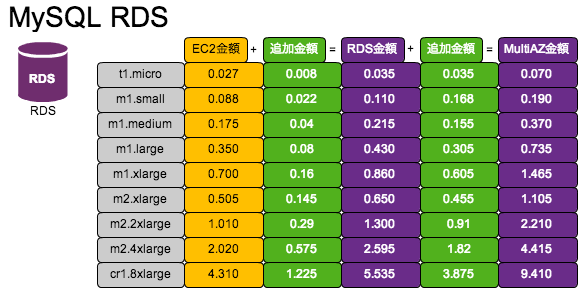 MySQL RDS
RDS
RDS
EC2金額 + 追加金額 = RDS金額 + 追加金額 = MultiAZ金額
t1.micro 0.027 0.008 0.035 0.035 0.070
m1.small 0.088 0.022 0.110 0.168 0.190
m1.medium 0.175 0.04 0.215 0.155 0.370
m1.large 0.350 0.08 0.430 0.305 0.735
m1.xlarge 0.700 0.16 0.860 0.605 1.465
m2.xlarge 0.505 0.145 0.650 0.455 1.105
m2.2xlarge 1.010 0.29 1.300 0.91 2.210
m2.4xlarge 2.020 0.575 2.595 1.82 4.415
cr1.8xlarge 4.310 1.225 5.535 3.875 9.410